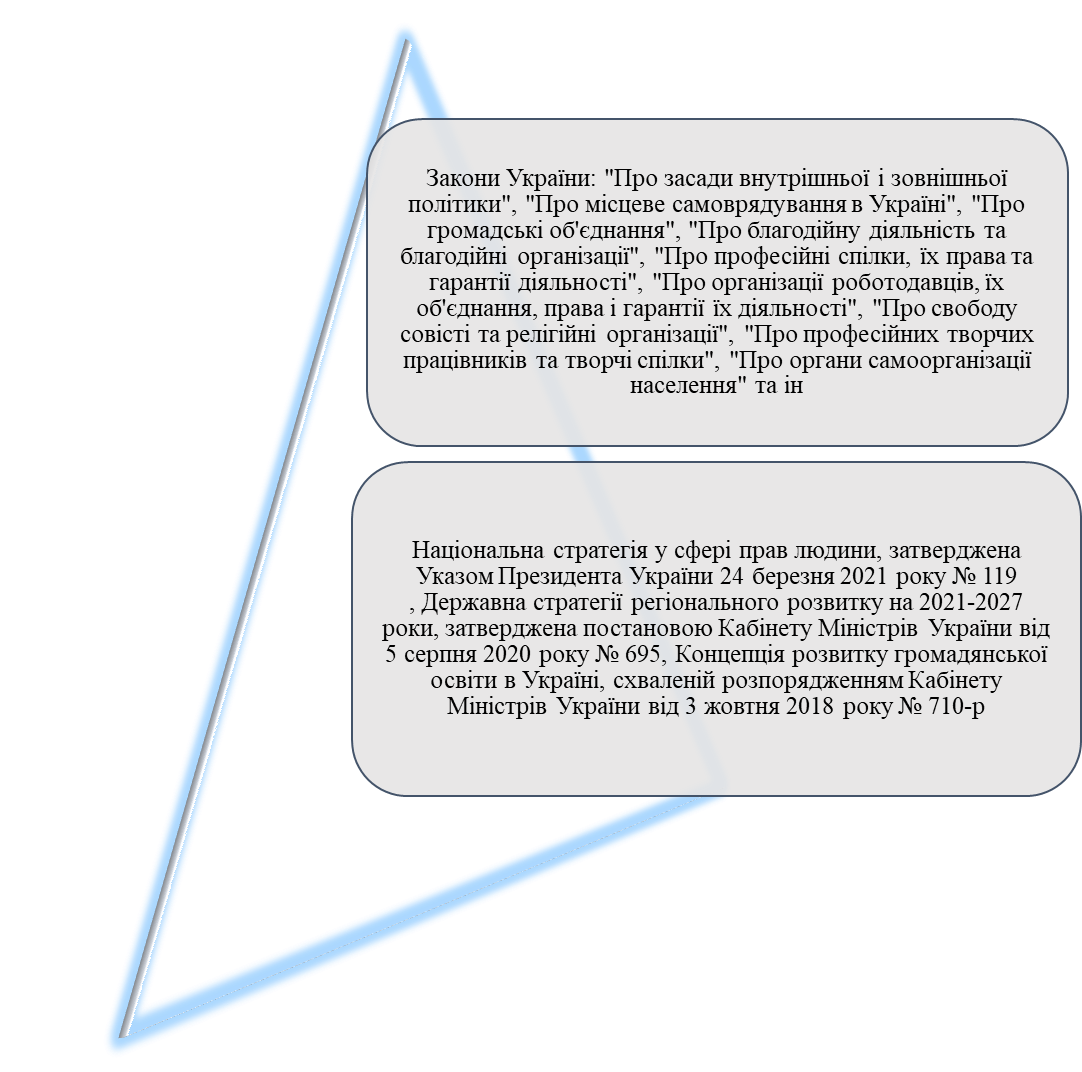 Закони України: "Про засади внутрішньої і зовнішньої
політики", "Про місцеве самоврядування в Україні", "Про
громадські об'єднання", "Про благодійну діяльність та
благодійні організації", "Про професійні спілки, їх права та
гарантії діяльності", "Про організації роботодавців, їх
об'єднання, права і гарантії їх діяльності", "Про свободу
совісті та релігійні організації", "Про професійних творчих
працівників та творчі спілки", "Про органи самоорганізації
населення" та ін
Національна стратегія у сфері прав людини, затверджена
Указом Президента України 24 березня 2021 року № 119
, Державна стратегії регіонального розвитку на 2021-2027
роки, затверджена постановою Кабінету Міністрів України від
5 серпня 2020 року № 695, Концепція розвитку громадянської
освіти в Україні, схваленій розпорядженням Кабінету
Міністрів України від 3 жовтня 2018 року № 710-р